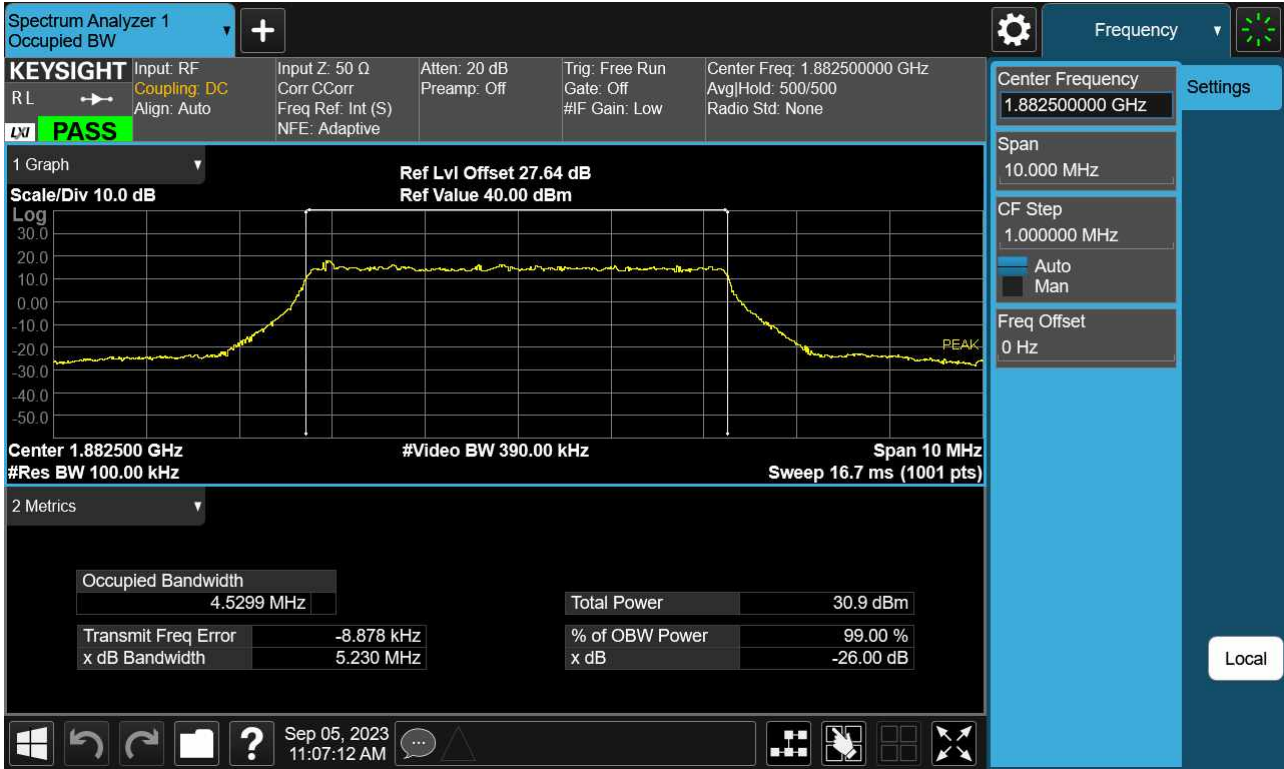 Spectrum Analyzer 1
Occupied BW
+
Frequency
KEYSIGHT
R L
LXI
PASS
Input: RF
Coupling: DC
Align: Auto
Input Z: 50 Ω
Corr CCorr
Freq Ref: Int (S)
NFE: Adaptive
Atten: 20 dB
Preamp: Off
Trig: Free Run
Gate: Off
#IF Gain: Low
Center Freq: 1.882500000 GHz
Avg|Hold: 500/500
Radio Std: None
1 Graph
Scale/Div 10.0 dB
Ref Lvl Offset 27.64 dB
Ref Value 40.00 dBm
Log
30.0
20.0
10.0
0.00
-10.0
-20.0
-30.0
-40.0
-50.0
PEAK
Center 1.882500 GHz
#Video BW 390.00 kHz
Span 10 MHz
#Res BW 100.00 kHz
Sweep 16.7 ms (1001 pts)
2 Metrics
Occupied Bandwidth
4.5299 MHz
Total Power 30.9 dBm
Transmit Freq Error -8.878 kHz
% of OBW Power 99.00 %
x dB Bandwidth 5.230 MHz
x dB -26.00 dB
Center Frequency
1.882500000 GHz
Span
10.000 MHz
CF Step
1.000000 MHz
Auto
Man
Freq Offset
0 Hz
Settings
Local
?
Sep 05, 2023
11:07:12 AM